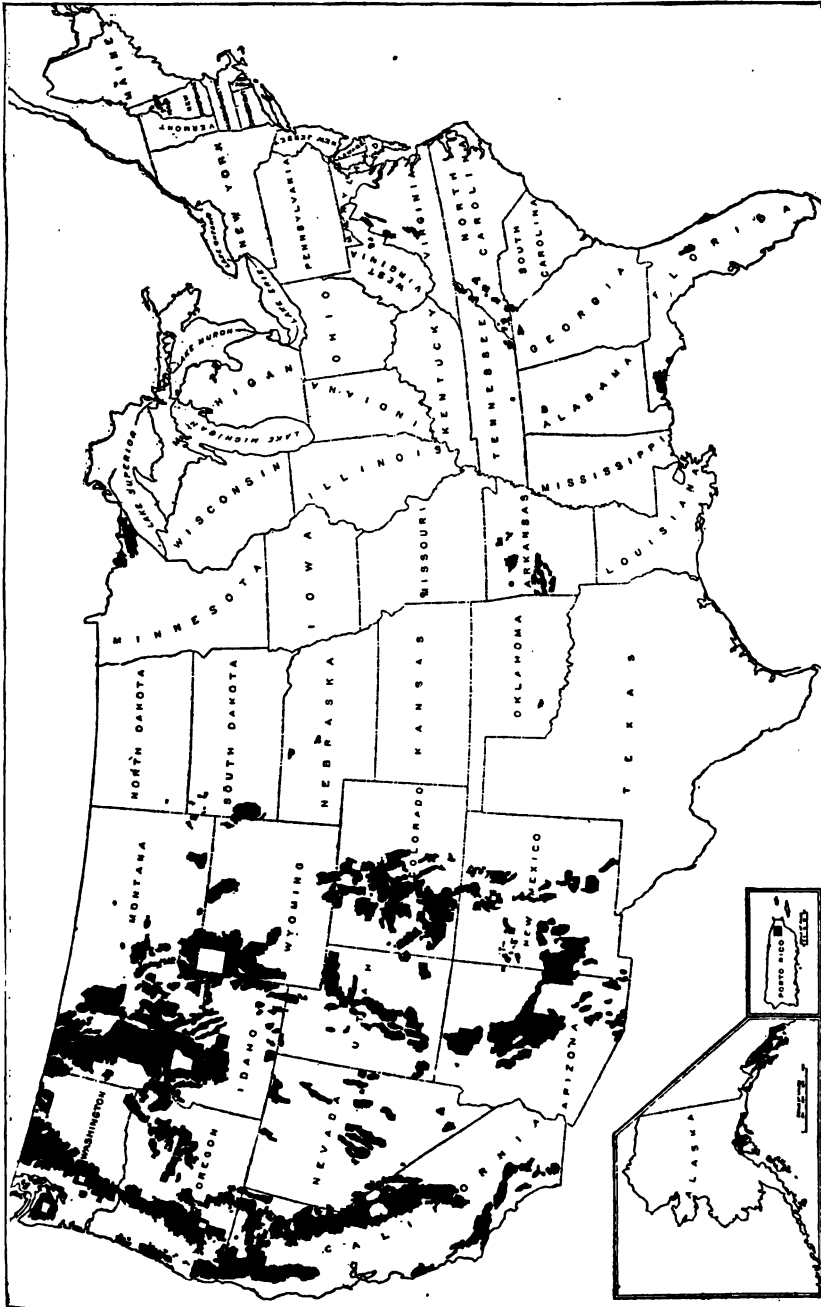 WASHINGTON
OREGON
CALIFORNIA
NEVADA
IDAHO
MONTANA
WYOMING
UTAH
ARIZONA
COLORADO
NEW MEXICO
NORTH DAKOTA
SOUTH DAKOTA
NEBRASKA
KANSAS
OKLAHOMA
TEXAS
MINNESOTA
IOWA
MISSOURI
ARKANSAS
LOUISIANA
WISCONSIN
ILLINOIS
MICHIGAN
INDIANA
OHIO
KENTUCKY
TENNESSEE
MISSISSIPPI
ALABAMA
GEORGIA
FLORIDA
SOUTH CAROLINA
NORTH CAROLI
VIRGINIA
WEST VIRGINIA
PENNSYLVANIA
NEW YORK
NEW JERSEY
VERMONT
MAINE
LAKE SUPERIOR
LAKE MICHIGAN
LAKE HURON
LAKE ERIE
ALASKA
PORTO RICO